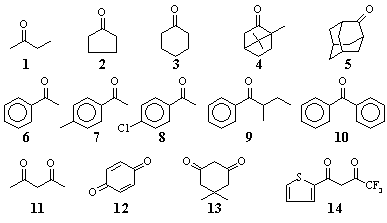 O O O O O
1 2 3 4 5
O O O O O
Cl
6 7 8 9 10
O O O O O O O O
O S CF3
11 12 13 14